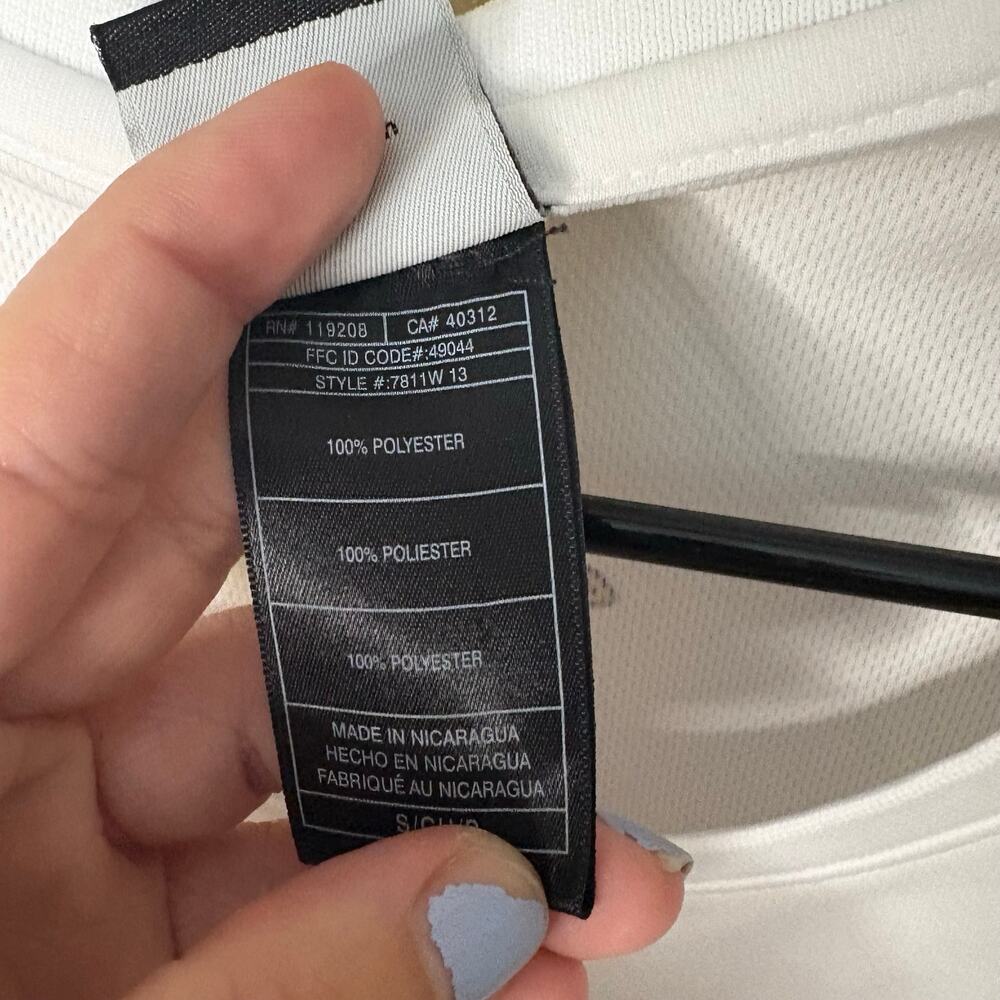 RN# 119208 CA# 40312
FFC ID CODE#:49044
STYLE #:7811W 13
100% POLYESTER
100% POLIESTER
100% POLYESTER
MADE IN NICARAGUA
HECHO EN NICARAGUA
FABRIQUÉ AU NICARAGUA